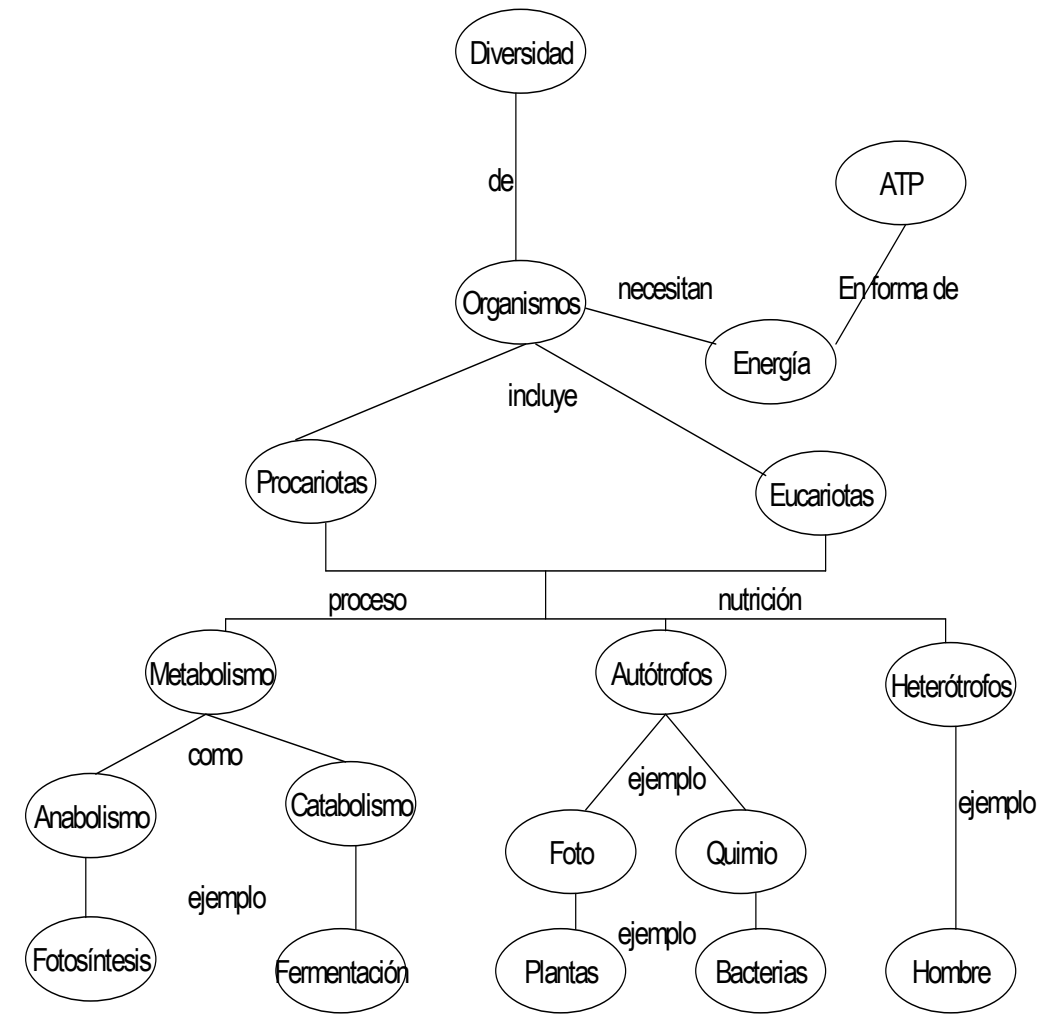 Diversidad
de
ATP
Organismos
necesitan
En forma de
Energía
incluye
Procariotas
Eucariotas
proceso
nutrición
Metabolismo
Autótrofos
Heterótrofos
como
ejemplo
Anabolismo
Catabolismo
ejemplo
Foto
Quimio
ejemplo
ejemplo
Fotosíntesis
Fermentación
Plantas
Bacterias
Hombre